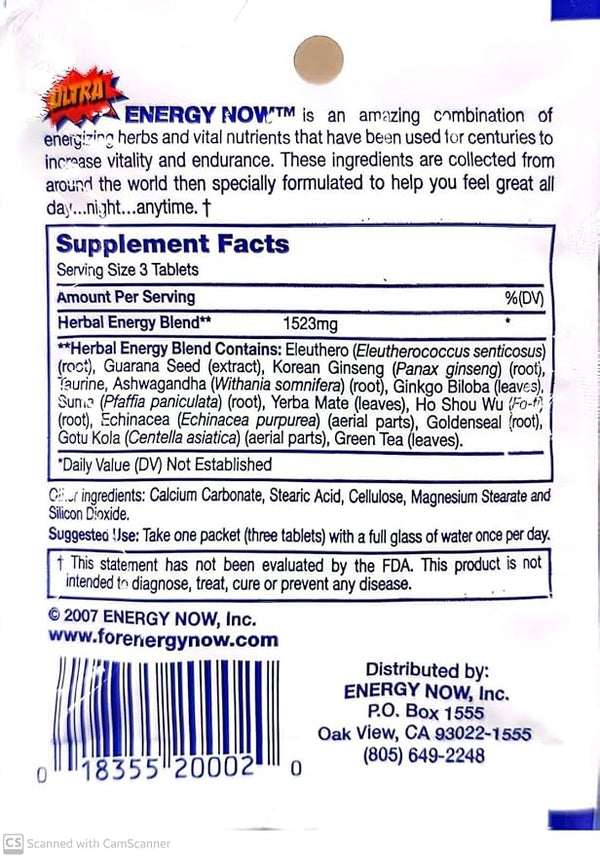 ULTRA
ENERGY NOW™ is an amazing combination of
energizing herbs and vital nutrients that have been used for centuries to
increase vitality and endurance. These ingredients are collected from
around the world then specially formulated to help you feel great all
day...night...anytime. †
Supplement Facts
Serving Size 3 Tablets
Amount Per Serving %(DV)
Herbal Energy Blend** 1523mg *
**Herbal Energy Blend Contains: Eleuthero (Eleutherococcus senticosus)
(root), Guarana Seed (extract), Korean Ginseng (Panax ginseng) (root),
Taurine, Ashwagandha (Withania somnifera) (root), Ginkgo Biloba (leaves),
Suma (Pfaffia paniculata) (root), Yerba Mate (leaves), Ho Shou Wu (Fo-ti)
(root), Echinacea (Echinacea purpurea) (aerial parts), Goldenseal (root),
Gotu Kola (Centella asiatica) (aerial parts), Green Tea (leaves).
*Daily Value (DV) Not Established
Other ingredients: Calcium Carbonate, Stearic Acid, Cellulose, Magnesium Stearate and
Silicon Dioxide.
Suggested Use: Take one packet (three tablets) with a full glass of water once per day.
† This statement has not been evaluated by the FDA. This product is not
intended to diagnose, treat, cure or prevent any disease.
© 2007 ENERGY NOW, Inc.
www.forenergynow.com
0 18355 20002 0
Distributed by:
ENERGY NOW, Inc.
P.O. Box 1555
Oak View, CA 93022-1555
(805) 649-2248
CS Scanned with CamScanner